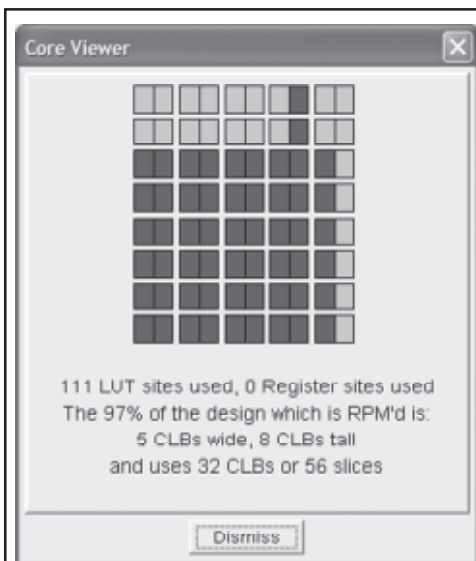 Core Viewer
111 LUT sites used, 0 Register sites used
The 97% of the design which is RPM'd is:
5 CLBs wide, 8 CLBs tall
and uses 32 CLBs or 56 slices
Dismiss